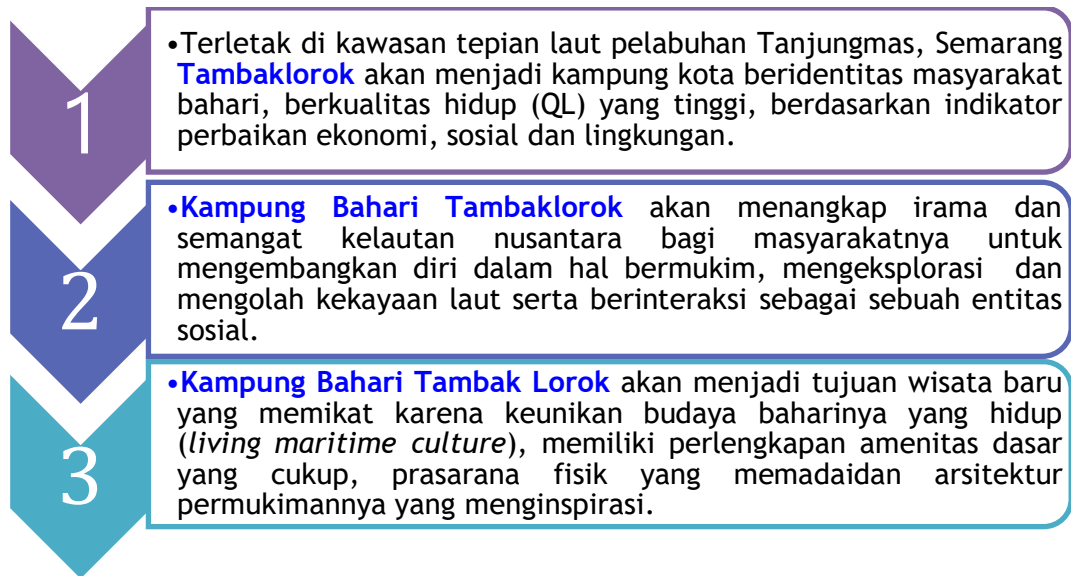 1
•Terletak di kawasan tepian laut pelabuhan Tanjungmas, Semarang
Tambaklorok akan menjadi kampung kota beridentitas masyarakat
bahari, berkualitas hidup (QL) yang tinggi, berdasarkan indikator
perbaikan ekonomi, sosial dan lingkungan.
2
•Kampung Bahari Tambaklorok akan menangkap irama dan
semangat kelautan nusantara bagi masyarakatnya untuk
mengembangkan diri dalam hal bermukim, mengeksplorasi dan
mengolah kekayaan laut serta berinteraksi sebagai sebuah entitas
sosial.
3
•Kampung Bahari Tambak Lorok akan menjadi tujuan wisata baru
yang memikat karena keunikan budaya baharinya yang hidup
(living maritime culture), memiliki perlengkapan amenitas dasar
yang cukup, prasarana fisik yang memadaidan arsitektur
permukimannya yang menginspirasi.